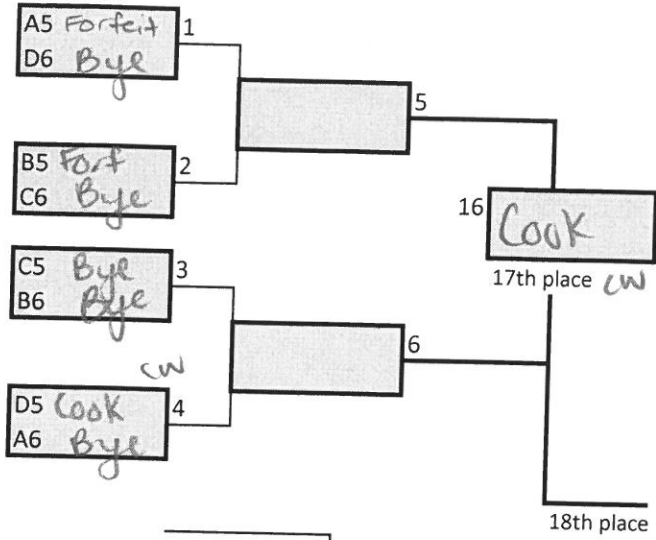 A5 Forfeit 1
D6 Bye
5
B5 Forf 2
C6 Bye
16 Cook
17th place CW
C5 Bye 3
B6 Bye
6
CW
D5 Cook 4
A6 Bye
18th place